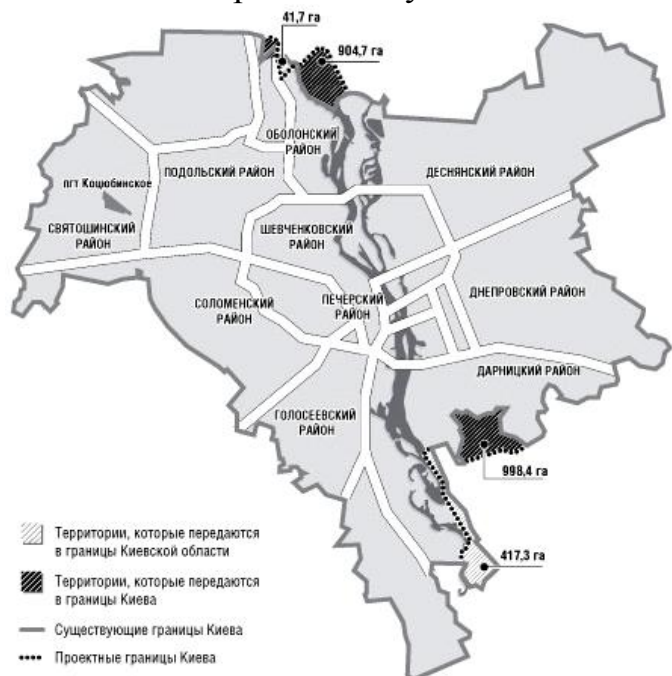 41,7 га
904,7 га
ОБОЛОНСКИЙ
РАЙОН
ПОДОЛЬСКИЙ РАЙОН
ДЕСНЯНСКИЙ РАЙОН
пгт Коцюбинское
СВЯТОШИНСКИЙ
РАЙОН
ШЕВЧЕНКОВСКИЙ
РАЙОН
СОЛОМЕНСКИЙ
РАЙОН
ПЕЧЕРСКИЙ
РАЙОН
ДНЕПРОВСКИЙ РАЙОН
ДАРНИЦКИЙ РАЙОН
ГОЛОСЕЕВСКИЙ
РАЙОН
998,4 га
417,3 га
Территории, которые передаются
в границы Киевской области
Территории, которые передаются
в границы Киева
Существующие границы Киева
Проектные границы Киева